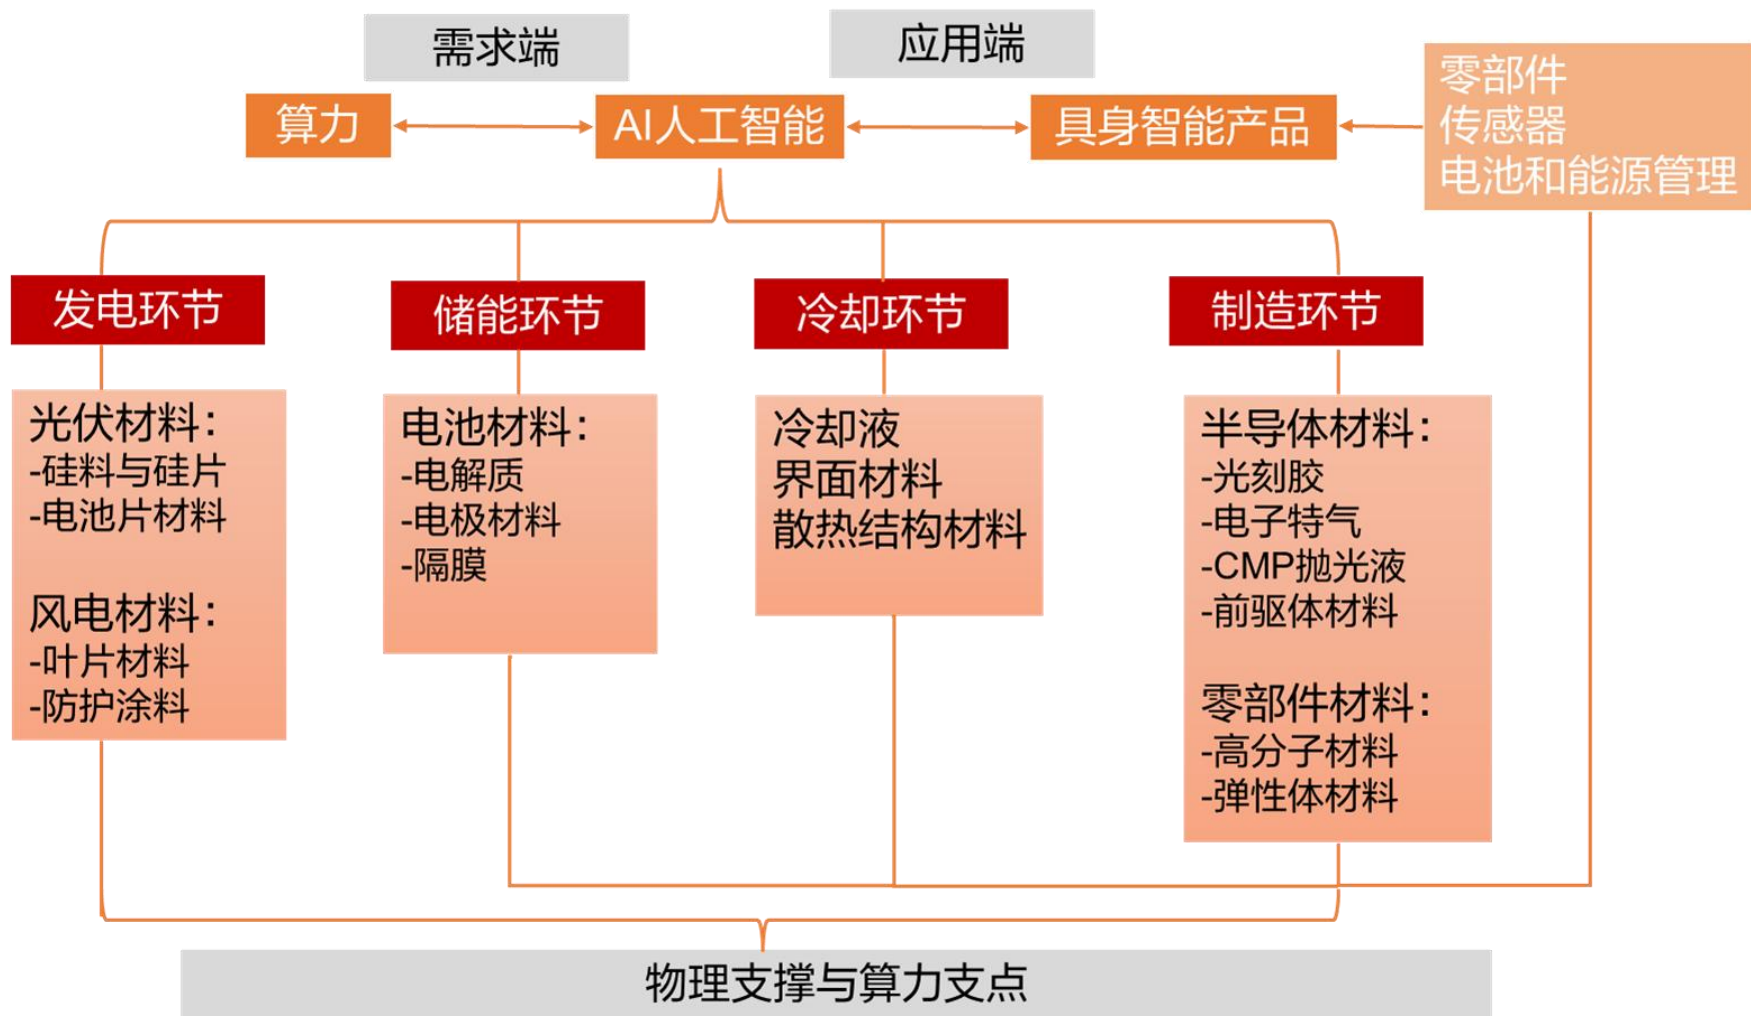 需求端
应用端
算力
AI人工智能
具身智能产品
零部件
传感器
电池和能源管理
发电环节
储能环节
冷却环节
制造环节
光伏材料：
-硅料与硅片
-电池片材料
风电材料：
-叶片材料
-防护涂料
电池材料：
-电解质
-电极材料
-隔膜
冷却液
界面材料
散热结构材料
半导体材料：
-光刻胶
-电子特气
-CMP抛光液
-前驱体材料
零部件材料：
-高分子材料
-弹性体材料
物理支撑与算力支点